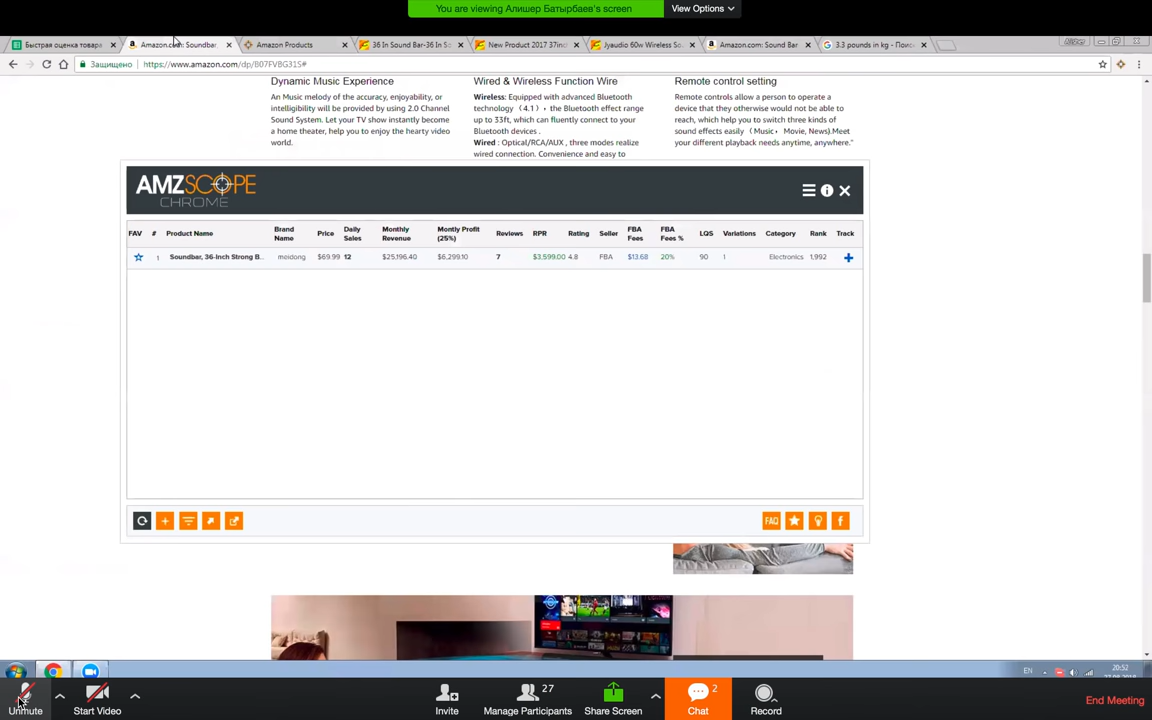 You are viewing Алишер Батырбаев's screen
View Options
Быстрая оценка товара
Amazon.com: Soundbar,
Amazon Products
36 In Sound Bar-36 In So
New Product 2017 37inch
Jyaudio 60w Wireless So
Amazon.com: Sound Bar
3.3 pounds in kg - Поис
Защищено
https://www.amazon.com/dp/B07FVBG31S#
Dynamic Music Experience
An Music melody of the accuracy, enjoyability, or
intelligibility will be provided by using 2.0 Channel
Sound System. Let your TV show instantly become
a home theater, help you to enjoy the hearty video
world.
Wired & Wireless Function Wire
Wireless: Equipped with advanced Bluetooth
technology （4.1），the Bluetooth effect range
up to 33ft, which can fluently connect to your
Bluetooth devices .
Wired : Optical/RCA/AUX , three modes realize
wired connection. Convenience and easy to
Remote control setting
Remote controls allow a person to operate a
device that they otherwise would not be able to
reach, which help you to switch three kinds of
sound effects easily（Music， Movie, News).Meet
your different playback needs anytime, anywhere."
AMZSCOPE
CHROME
FAV # Product Name Brand Name Price Daily Sales Monthly Revenue Montly Profit (25%) Reviews RPR Rating Seller FBA Fees FBA Fees % LQS Variations Category Rank Track
1 Soundbar, 36-Inch Strong B... meidong $69.99 12 $25,196.40 $6,299.10 7 $3,599.00 4.8 FBA $13.68 20% 90 1 Electronics 1,992
FAQ
EN
20:52
Unmute
Start Video
Invite
27
Manage Participants
Share Screen
2
Chat
Record
End Meeting